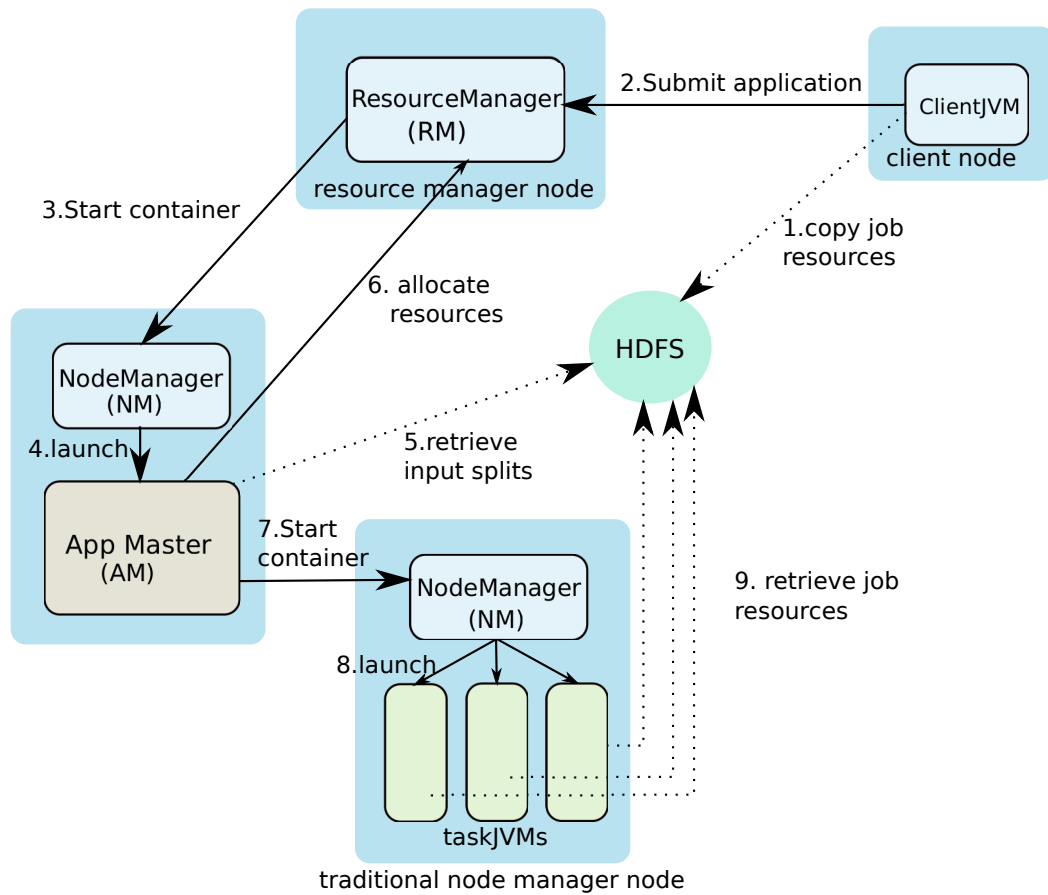 ResourceManager
(RM)
resource manager node
2.Submit application
ClientJVM
client node
3.Start container
1.copy job
resources
6. allocate
resources
HDFS
NodeManager
(NM)
4.launch
5.retrieve
input splits
App Master
(AM)
7.Start
container
NodeManager
(NM)
9. retrieve job
resources
8.launch
taskJVMs
traditional node manager node